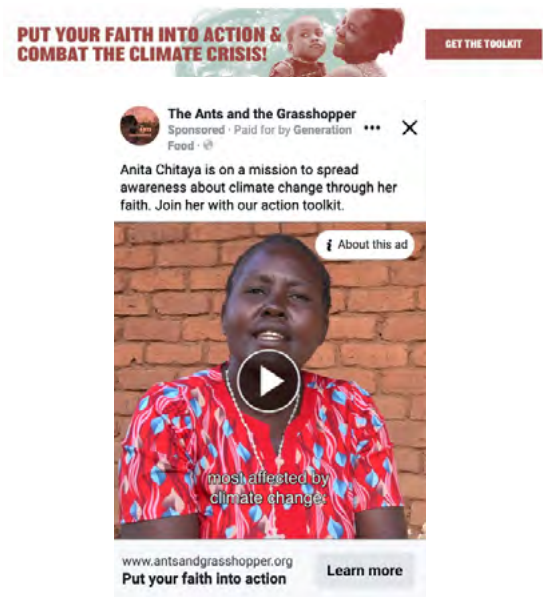 PUT YOUR FAITH INTO ACTION &
COMBAT THE CLIMATE CRISIS!
GET THE TOOLKIT
The Ants and the Grasshopper
Sponsored · Paid for by Generation
Food ·
Anita Chitaya is on a mission to spread
awareness about climate change through her
faith. Join her with our action toolkit.
i About this ad
most affected by
climate change.
www.antsandgrasshopper.org
Put your faith into action
Learn more